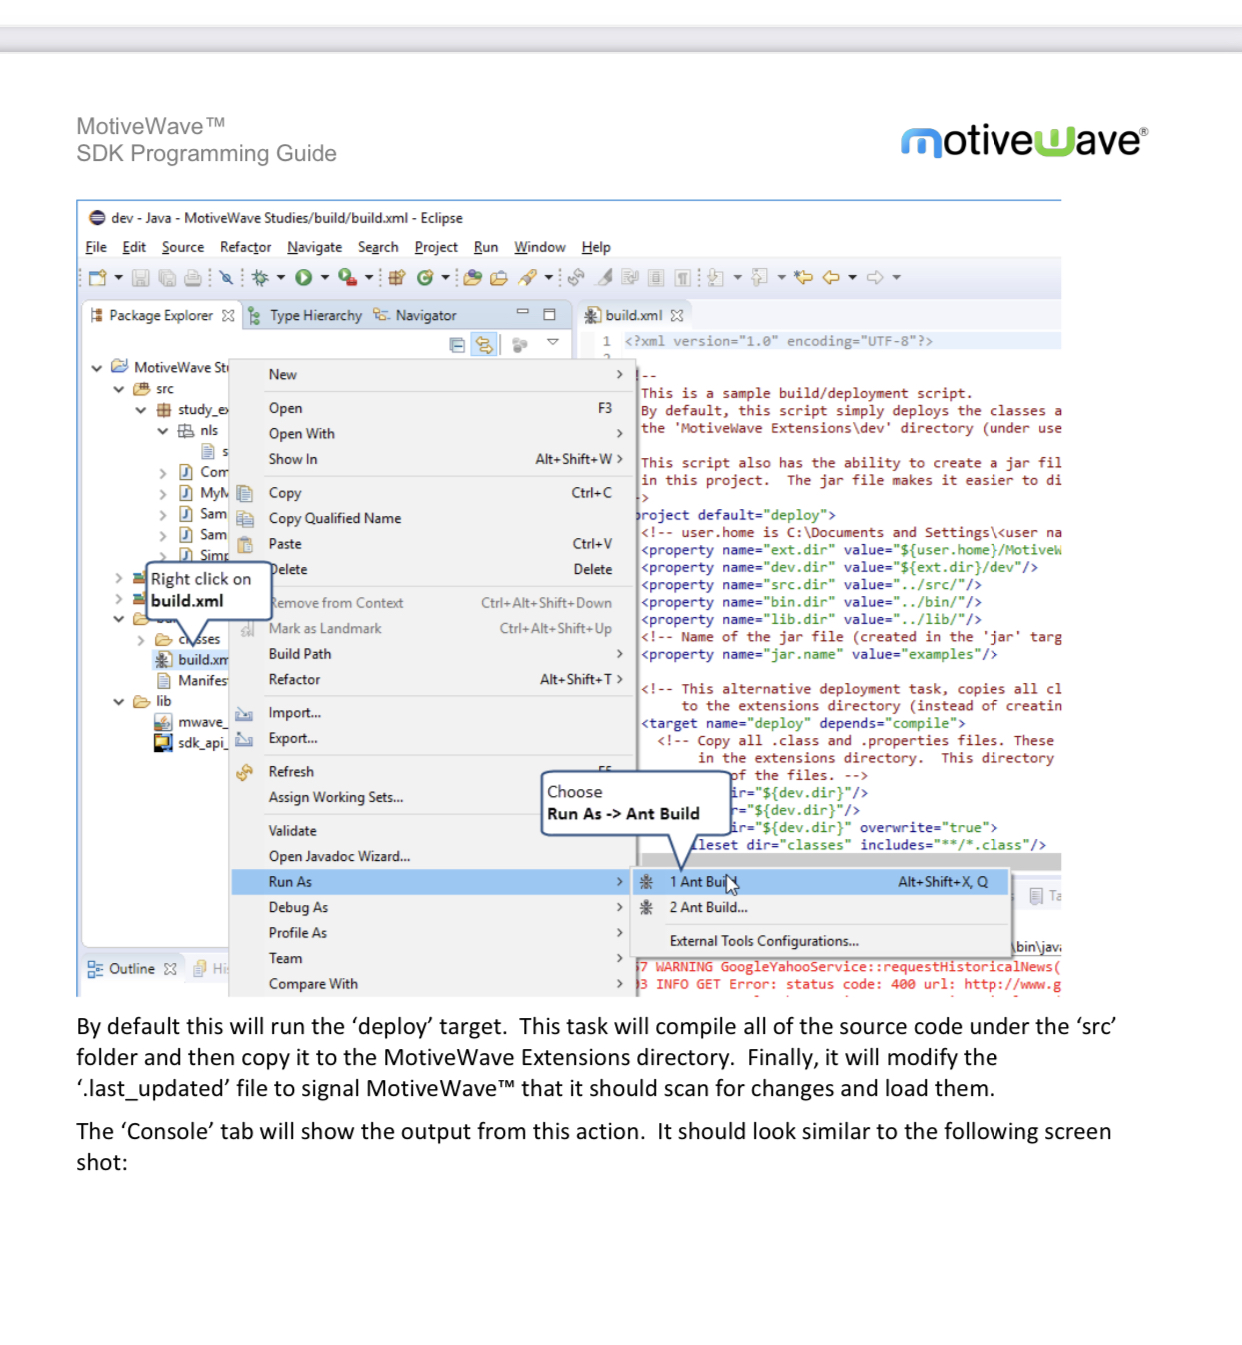 MotiveWave™
SDK Programming Guide
motivewave®
dev - Java - MotiveWave Studies/build/build.xml - Eclipse
File Edit Source Refactor Navigate Search Project Run Window Help
Package Explorer Type Hierarchy Navigator
build.xml
1 <?xml version="1.0" encoding="UTF-8"?>
MotiveWave
src
nls
New
Open F3
Open With
Show In Alt+Shift+W >
Copy Ctrl+C
Copy Qualified Name
Paste Ctrl+V
Delete Delete
Remove from Context Ctrl+Alt+Shift+Down
Mark as Landmark Ctrl+Alt+Shift+Up
Build Path
Refactor Alt+Shift+T >
Import...
Export...
Refresh
Assign Working Sets...
Validate
Open Javadoc Wizard...
Run As
Debug As
Profile As
Team
Compare With
Right click on
build.xml
lib
Outline
--
This is a sample build/deployment script.
By default, this script simply deploys the classes a
the 'MotiveWave Extensions\dev' directory (under use
This script also has the ability to create a jar fil
in this project. The jar file makes it easier to di
>
project default="deploy">
<!-- user.home is C:\Documents and Settings\<user na
<property name="ext.dir" value="${user.home}/MotiveW
<property name="dev.dir" value="${ext.dir}/dev"/>
<property name="src.dir" value="../src/"/>
<property name="bin.dir" value="../bin/"/>
<property name="lib.dir" value="../lib/"/>
<!-- Name of the jar file (created in the 'jar' targ
<property name="jar.name" value="examples"/>
<!-- This alternative deployment task, copies all cl
to the extensions directory (instead of creatin
<target name="deploy" depends="compile">
<!-- Copy all .class and .properties files. These
in the extensions directory. This directory
of the files. -->
ir="${dev.dir}"/>
r="${dev.dir}"/>
ir="${dev.dir}" overwrite="true">
leset dir="classes" includes="**/*.class"/>
Choose
Run As -> Ant Build
1 Ant Build Alt+Shift+X, Q
2 Ant Build...
External Tools Configurations...
\bin\java
7 WARNING GoogleYahooService::requestHistoricalNews(
3 INFO GET Error: status code: 400 url: http://www.g
By default this will run the ‘deploy’ target. This task will compile all of the source code under the ‘src’
folder and then copy it to the MotiveWave Extensions directory. Finally, it will modify the
‘.last_updated’ file to signal MotiveWave™ that it should scan for changes and load them.
The ‘Console’ tab will show the output from this action. It should look similar to the following screen
shot: